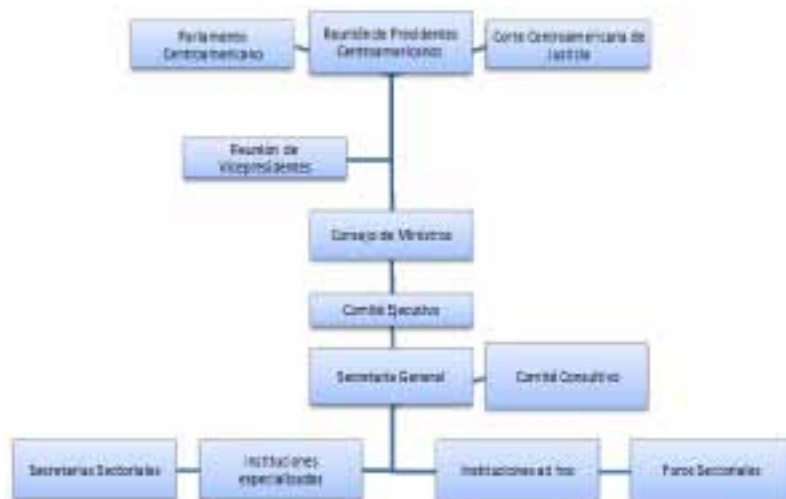 Parlamento
Centroamericano
Reunión de Presidentes
Centroamericanos
Corte Centroamericana de
Justicia
Reunión de
Vicepresidentes
Consejo de Ministros
Comité Ejecutivo
Secretaría General
Comité Consultivo
Secretarías Sectoriales
Instituciones
especializadas
Instituciones ad hoc
Foros Sectoriales